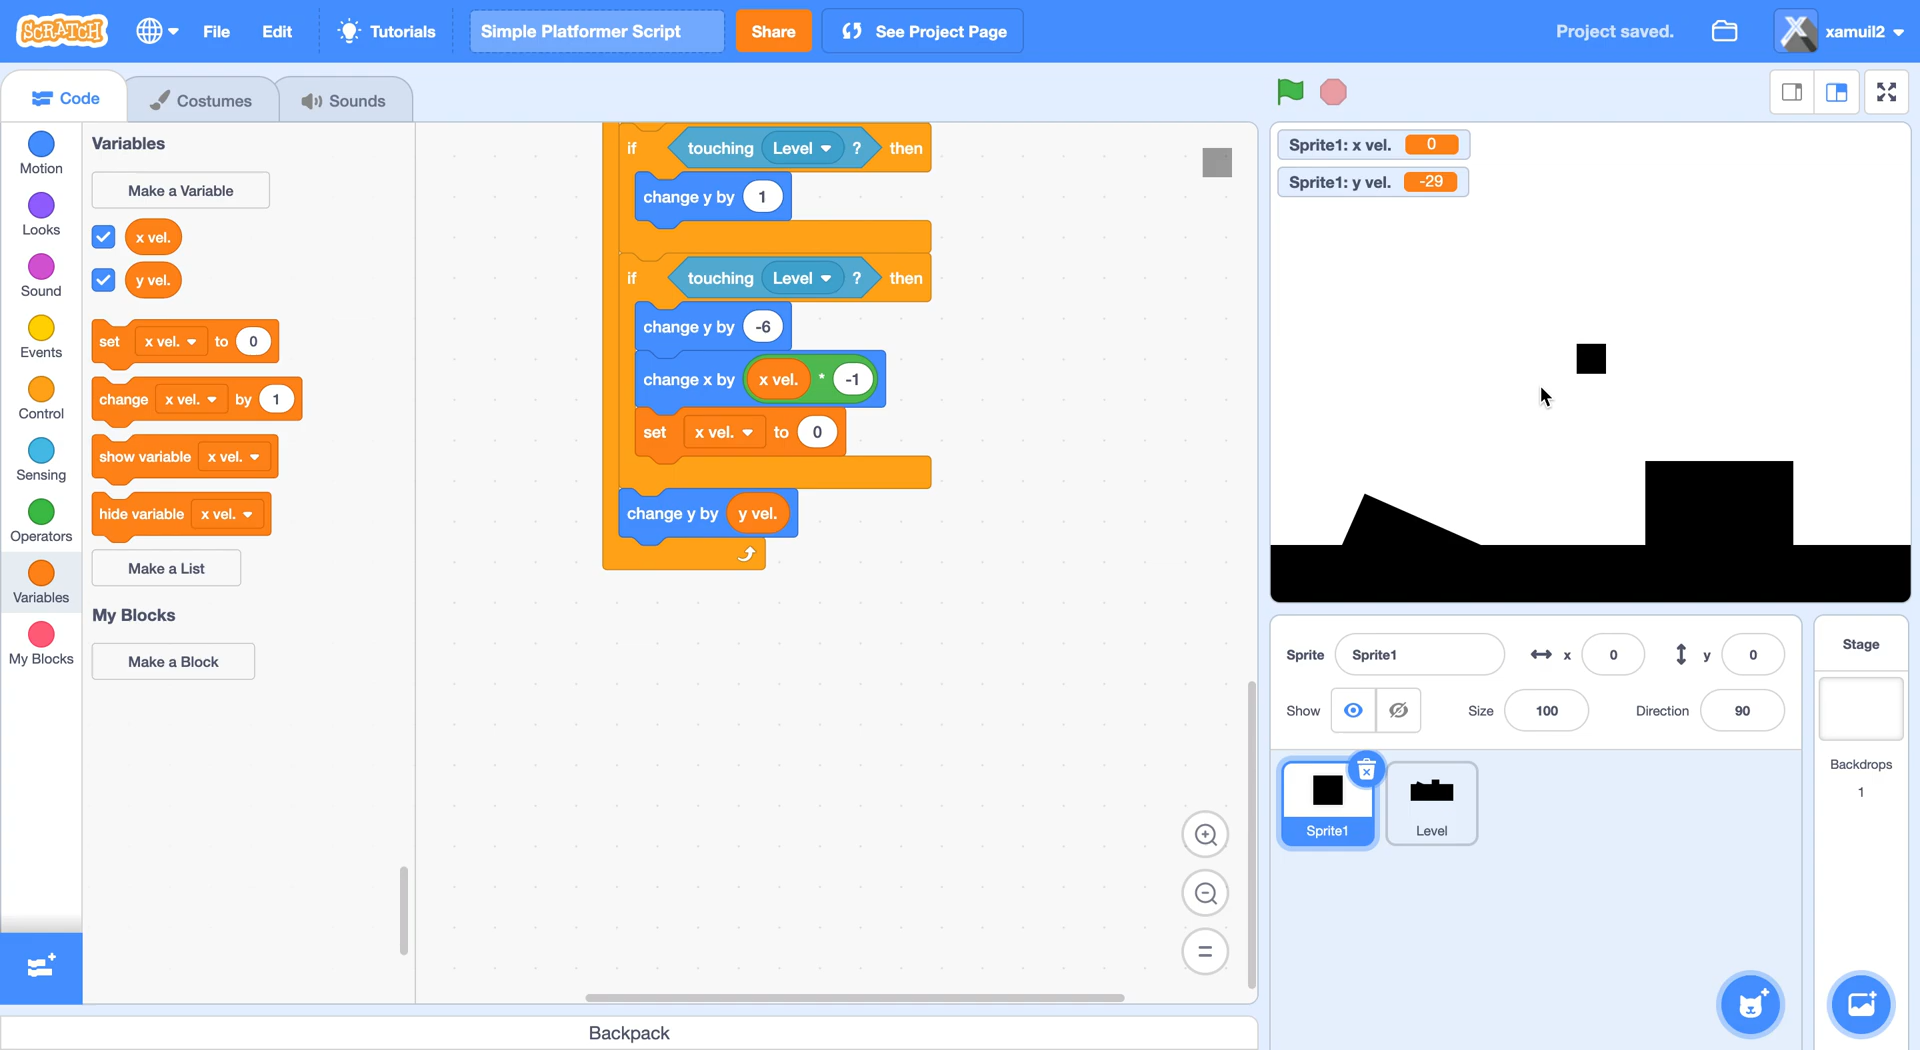 SCRATCH File Edit Tutorials Simple Platformer Script Share See Project Page Project saved. xamuil2
Code Costumes Sounds
Motion
Looks
Sound
Events
Control
Sensing
Operators
Variables
My Blocks
Variables
Make a Variable
x vel.
y vel.
set x vel. to 0
change x vel. by 1
show variable x vel.
hide variable x vel.
Make a List
My Blocks
Make a Block
if touching Level ? then
change y by 1
if touching Level ? then
change y by -6
change x by x vel. * -1
set x vel. to 0
change y by y vel.
Backpack
Sprite1: x vel. 0
Sprite1: y vel. -29
Sprite Sprite1 x 0 y 0
Show Size 100 Direction 90
Sprite1
Level
Stage
Backdrops
1